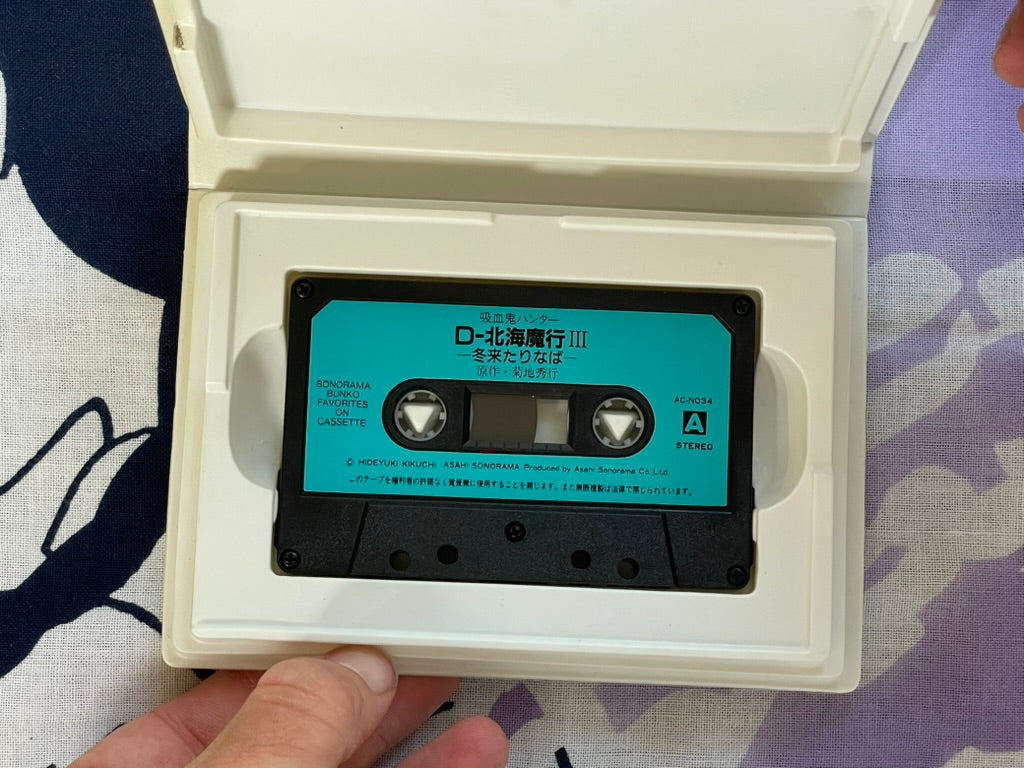 吸血鬼ハンター
D-北海魔行III
―冬来たりなば―
原作・菊地秀行
SONORAMA
BUNKO
FAVORITES
ON
CASSETTE
AC-N034
A
STEREO
© HIDEYUKI KIKUCHI ASAHI SONORAMA Produced by Asahi Sonorama Co., Ltd.
このテープを権利者の許諾なく賃貸業に使用することを禁じます。また無断複製は法律で禁じられています。